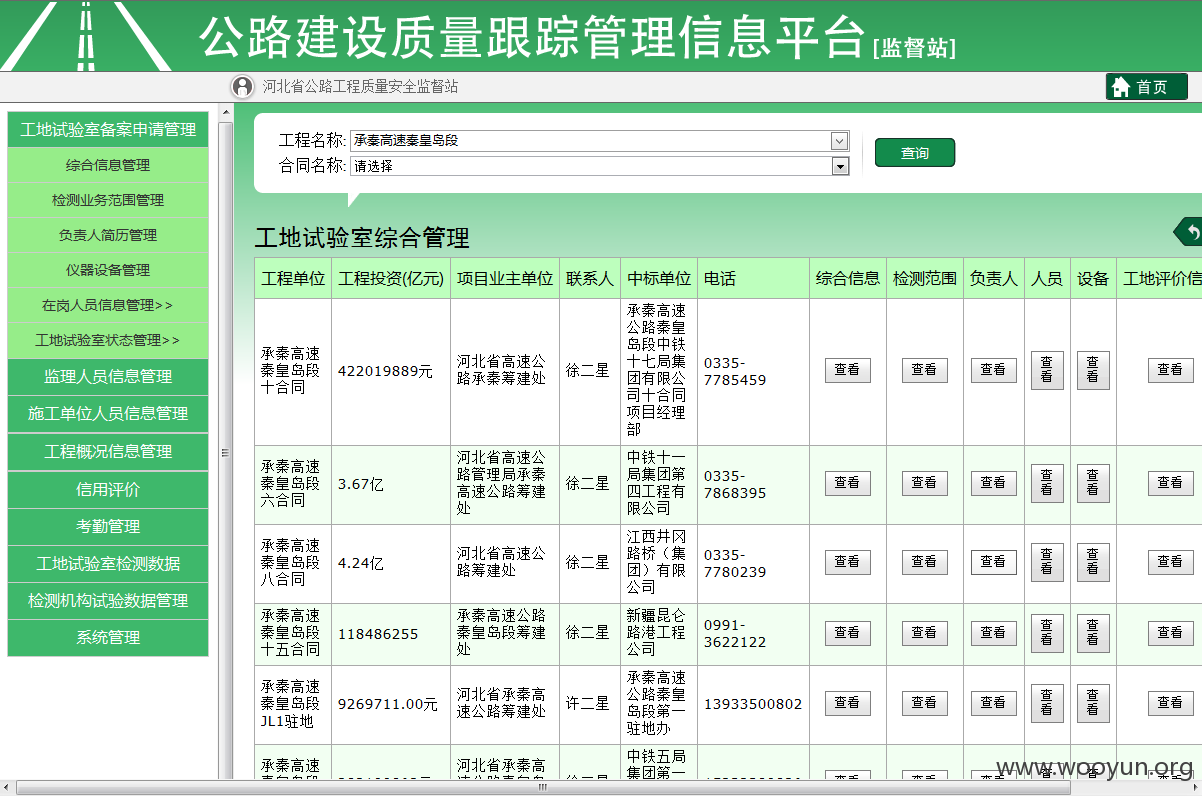 公路建设质量跟踪管理信息平台[监督站]
河北省公路工程质量安全监督站
首页
工地试验室备案申请管理
综合信息管理
检测业务范围管理
负责人简历管理
仪器设备管理
在岗人员信息管理>>
工地试验室状态管理>>
监理人员信息管理
施工单位人员信息管理
工程概况信息管理
信用评价
考勤管理
工地试验室检测数据
检测机构试验数据管理
系统管理
工程名称: 承秦高速秦皇岛段
合同名称: 请选择
查询
工地试验室综合管理
工程单位 工程投资(亿元) 项目业主单位 联系人 中标单位 电话 综合信息 检测范围 负责人 人员 设备 工地评价信
承秦高速
秦皇岛段
十合同
422019889元
河北省高速公
路承秦筹建处
徐二星
承秦高速
公路秦皇
岛段中铁
十七局集
团有限公
司十合同
项目经理
部
0335-
7785459
查看 查看 查看 查看 查看 查看
承秦高速
秦皇岛段
六合同
3.67亿
河北省高速公
路管理局承秦
高速公路筹建
处
徐二星
中铁十一
局集团第
四工程有
限公司
0335-
7868395
查看 查看 查看 查看 查看 查看
承秦高速
秦皇岛段
八合同
4.24亿
河北省高速公
路筹建处
徐二星
江西井冈
路桥（集
团）有限
公司
0335-
7780239
查看 查看 查看 查看 查看 查看
承秦高速
秦皇岛段
十五合同
118486255
承秦高速公路
秦皇岛段筹建
处
徐二星
新疆昆仑
路港工程
公司
0991-
3622122
查看 查看 查看 查看 查看 查看
承秦高速
秦皇岛段
JL1驻地
9269711.00元
河北省承秦高
速公路筹建处
许二星
承秦高速
公路秦皇
岛段第一
驻地办
13933500802
查看 查看 查看 查看 查看 查看
承秦高速
河北省承秦高
中铁五局
集团第一
www.wooyun.org